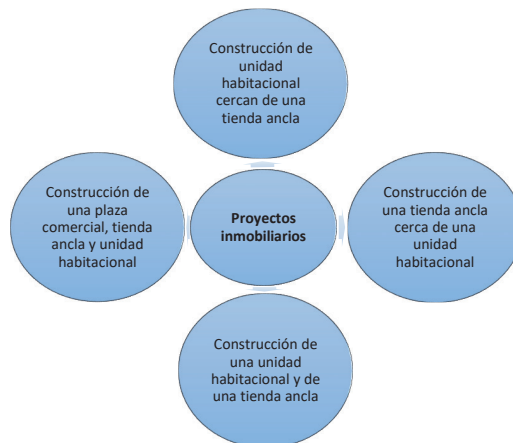 Construcción de
unidad
habitacional
cercan de una
tienda ancla
Construcción de
una plaza
comercial, tienda
ancla y unidad
habitacional
Proyectos
inmobiliarios
Construcción de
una tienda ancla
cerca de una
unidad
habitacional
Construcción de
una unidad
habitacional y de
una tienda ancla